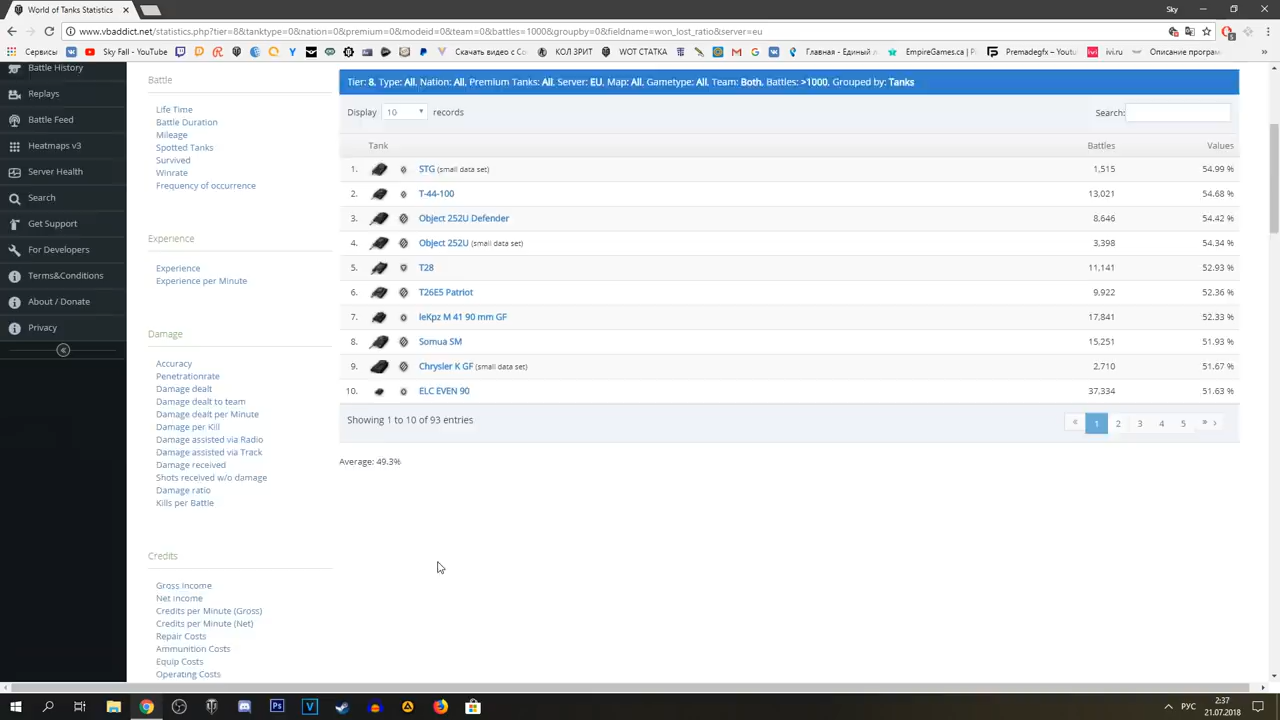 World of Tanks Statistics
Sky
www.vbaddict.net/statistics.php?tier=8&tanktype=0&nation=0&premium=0&modeid=0&team=0&battles=1000&groupby=0&fieldname=won_lost_ratio&server=eu
Сервисы
Sky Fall - YouTube
Скачать видео с Со
КОЛ ЗРИТ
WOT СТАТКА
Главная - Единый
EmpireGames.ca
Premadegfx – YouTu
ivi.ru
Описание програм
Battle History
Replays
Battle Feed
Heatmaps v3
Server Health
Search
Get Support
For Developers
Terms&Conditions
About / Donate
Privacy
Battle
Life Time
Battle Duration
Mileage
Spotted Tanks
Survived
Winrate
Frequency of occurrence
Experience
Experience
Experience per Minute
Damage
Accuracy
Penetrationrate
Damage dealt
Damage dealt to team
Damage dealt per Minute
Damage per Kill
Damage assisted via Radio
Damage assisted via Track
Damage received
Shots received w/o damage
Damage ratio
Kills per Battle
Credits
Gross Income
Net income
Credits per Minute (Gross)
Credits per Minute (Net)
Repair Costs
Ammunition Costs
Equip Costs
Operating Costs
Tier: 8, Type: All, Nation: All, Premium Tanks: All, Server: EU, Map: All, Gametype: All, Team: Both, Battles: >1000, Grouped by: Tanks
Display 10 records
Search:
Tank Battles Values
1. STG (small data set) 1,515 54.99 %
2. T-44-100 13,021 54.68 %
3. Object 252U Defender 8,646 54.42 %
4. Object 252U (small data set) 3,398 54.34 %
5. T28 11,141 52.93 %
6. T26E5 Patriot 9,922 52.36 %
7. leKpz M 41 90 mm GF 17,841 52.33 %
8. Somua SM 15,251 51.93 %
9. Chrysler K GF (small data set) 2,710 51.67 %
10. ELC EVEN 90 37,334 51.63 %
Showing 1 to 10 of 93 entries
« 1 2 3 4 5 » ›
Average: 49.3%
РУС
2:37
21.07.2018